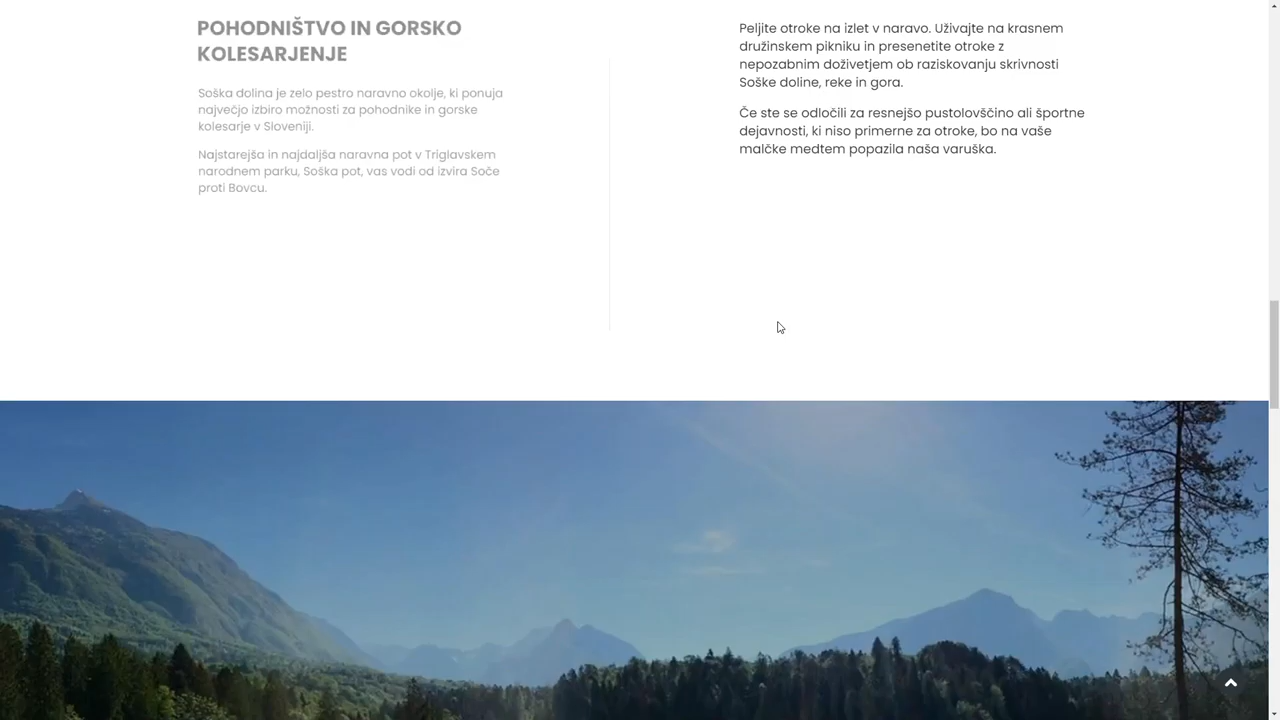 POHODNIŠTVO IN GORSKO
KOLESARJENJE
Soška dolina je zelo pestro naravno okolje, ki ponuja
največjo izbiro možnosti za pohodnike in gorske
kolesarje v Sloveniji.
Najstarejša in najdaljša naravna pot v Triglavskem
narodnem parku, Soška pot, vas vodi od izvira Soče
proti Bovcu.
Peljite otroke na izlet v naravo. Uživajte na krasnem
družinskem pikniku in presenetite otroke z
nepozabnim doživetjem ob raziskovanju skrivnosti
Soške doline, reke in gora.
Če ste se odločili za resnejšo pustolovščino ali športne
dejavnosti, ki niso primerne za otroke, bo na vaše
malčke medtem popazila naša varuška.